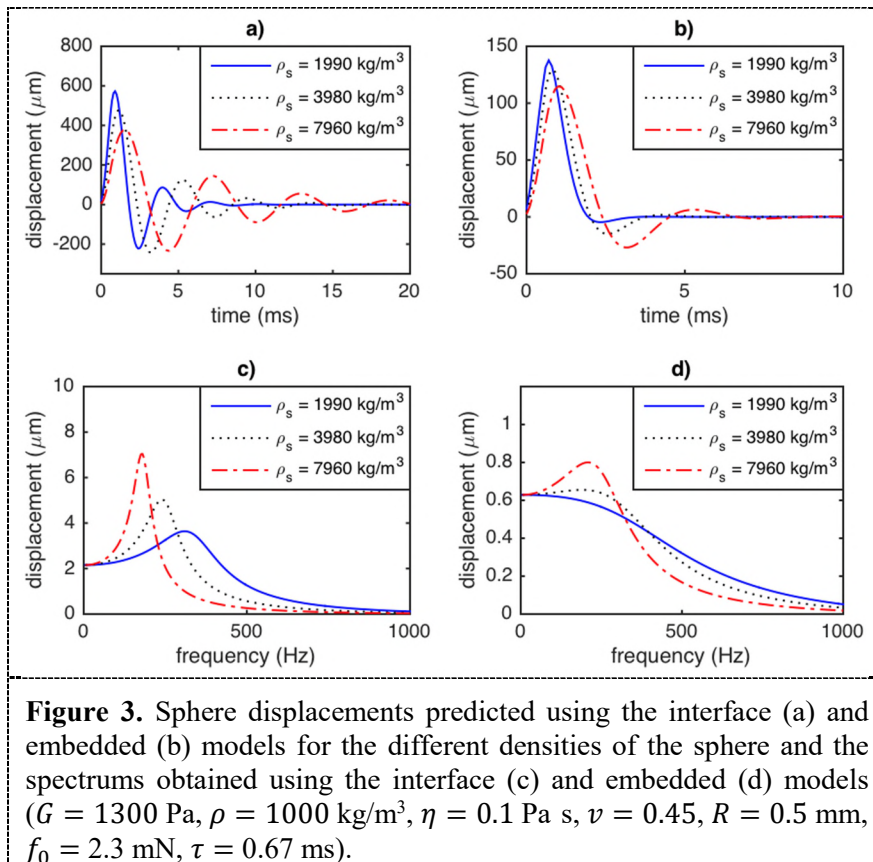 a)
800
600
400
200
0
-200
0
5
10
15
20
displacement (μm)
time (ms)
ρs = 1990 kg/m³
ρs = 3980 kg/m³
ρs = 7960 kg/m³
b)
150
100
50
0
-50
0
5
10
displacement (μm)
time (ms)
ρs = 1990 kg/m³
ρs = 3980 kg/m³
ρs = 7960 kg/m³
c)
10
8
6
4
2
0
0
500
1000
displacement (μm)
frequency (Hz)
ρs = 1990 kg/m³
ρs = 3980 kg/m³
ρs = 7960 kg/m³
d)
1
0.8
0.6
0.4
0.2
0
0
500
1000
displacement (μm)
frequency (Hz)
ρs = 1990 kg/m³
ρs = 3980 kg/m³
ρs = 7960 kg/m³
Figure 3. Sphere displacements predicted using the interface (a) and
embedded (b) models for the different densities of the sphere and the
spectrums obtained using the interface (c) and embedded (d) models
(G = 1300 Pa, ρ = 1000 kg/m³, η = 0.1 Pa s, v = 0.45, R = 0.5 mm,
f₀ = 2.3 mN, τ = 0.67 ms).